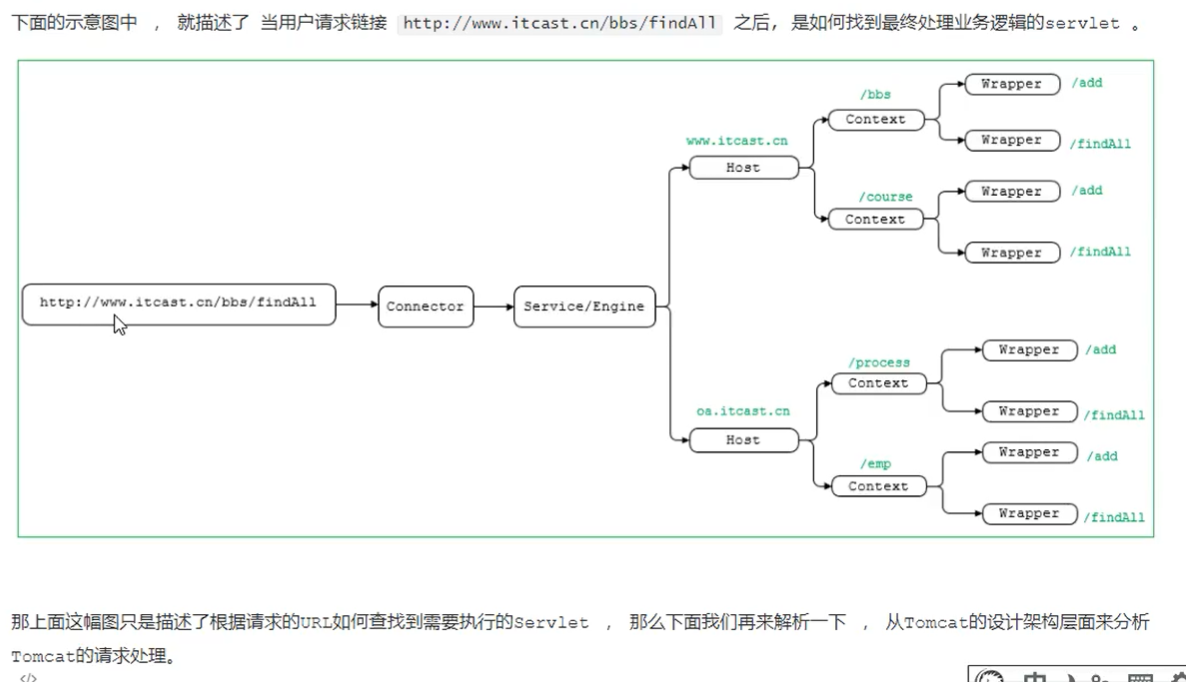 下面的示意图中 ， 就描述了 当用户请求链接 http://www.itcast.cn/bbs/findAll 之后，是如何找到最终处理业务逻辑的servlet 。
http://www.itcast.cn/bbs/findAll
Connector
Service/Engine
www.itcast.cn
Host
/bbs
Context
Wrapper /add
Wrapper /findAll
/course
Context
Wrapper /add
Wrapper /findAll
oa.itcast.cn
Host
/process
Context
Wrapper /add
Wrapper /findAll
/emp
Context
Wrapper /add
Wrapper /findAll
那上面这幅图只是描述了根据请求的URL如何查找到需要执行的Servlet ， 那么下面我们再来解析一下 ， 从Tomcat的设计架构层面来分析
Tomcat的请求处理。